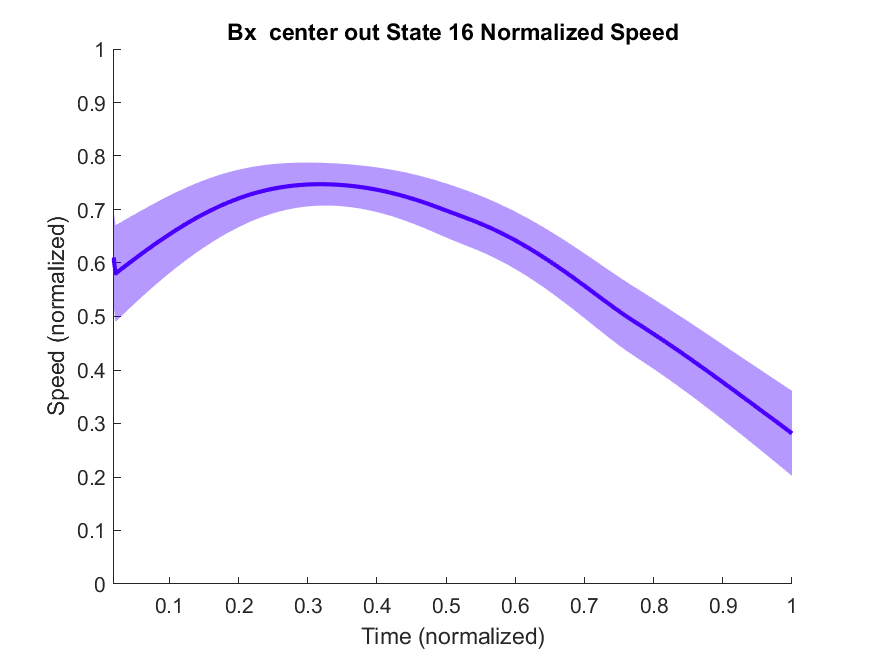 Bx  center out State 16 Normalized Speed
1
0.9
0.8
0.7
0.6
0.5
0.4
0.3
0.2
0.1
0
Speed (normalized)
0.1 0.2 0.3 0.4 0.5 0.6 0.7 0.8 0.9 1
Time (normalized)